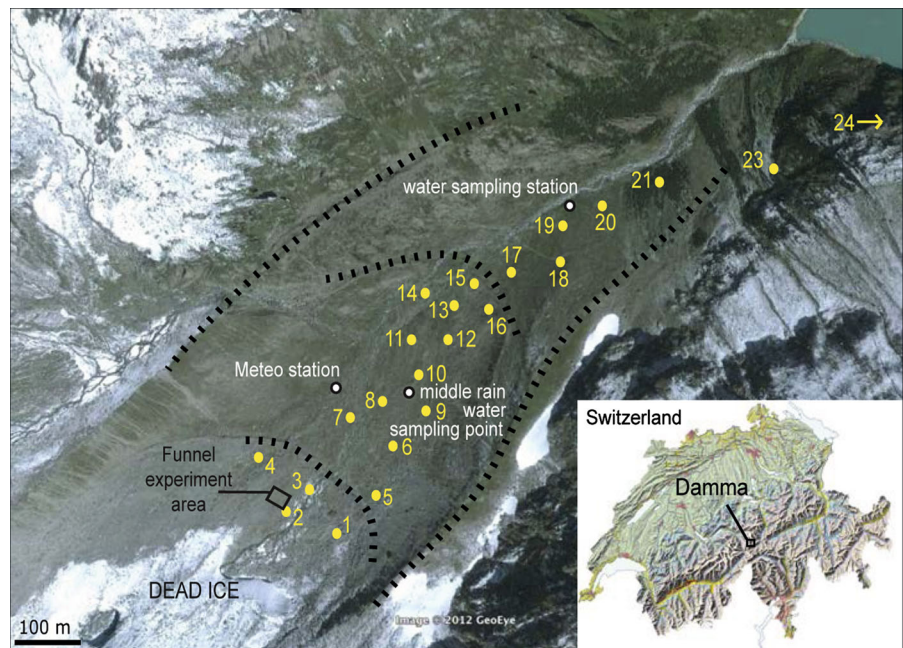 24
23
water sampling station
21
20
19
17
18
15
14
13
16
11
12
Meteo station
10
middle rain
8
9
water
7
sampling point
6
Funnel
experiment
area
4
3
5
2
1
DEAD ICE
100 m
Image © 2012 GeoEye
Switzerland
Damma